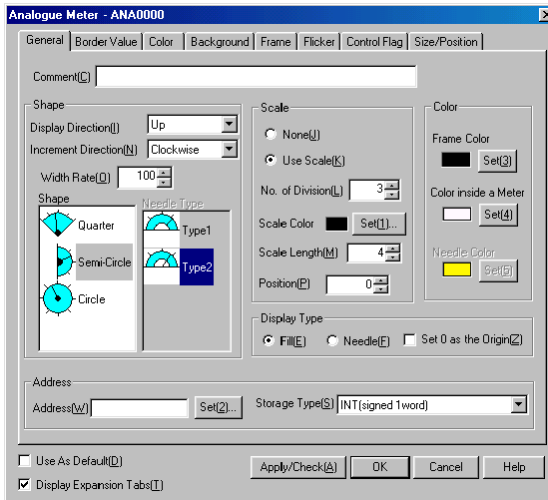 Analogue Meter - ANA0000
General Border Value Color Background Frame Flicker Control Flag Size/Position
Comment(C)
Shape
Display Direction(I) Up
Increment Direction(N) Clockwise
Width Rate(O) 100
Shape Needle Type
Quarter Type1
Semi-Circle Type2
Circle
Scale
None(J)
Use Scale(K)
No. of Division(L) 3
Scale Color Set(1)...
Scale Length(M) 4
Position(P) 0
Color
Frame Color
Set(3)
Color inside a Meter
Set(4)
Needle Color
Set(5)
Display Type
Fill(E) Needle(F) Set 0 as the Origin(Z)
Address
Address(W) Set(2)... Storage Type(S) INT(signed 1word)
Use As Default(D)
Display Expansion Tabs(T)
Apply/Check(A) OK Cancel Help